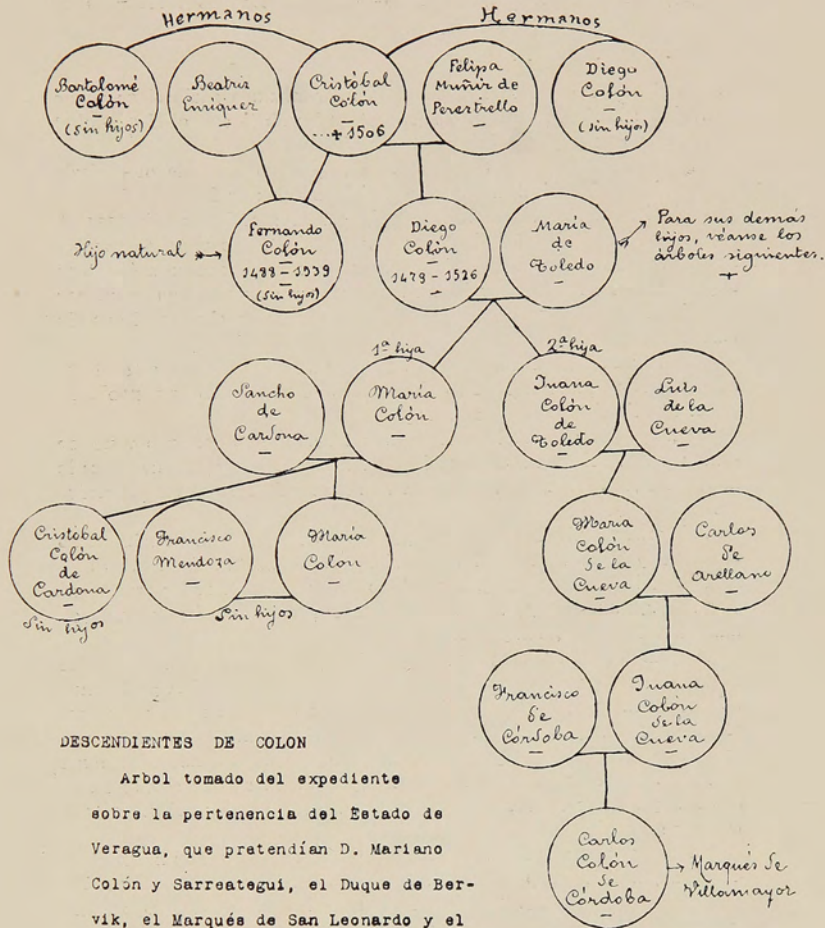 Hermanos
Hermanos
Bartolomé
Colón
(sin hijos)
Beatriz
Enríquez
Cristóbal
Colón
...+ 1506
Felipa
Muñiz de
Perestrello
Diego
Colón
(sin hijos)
Hijo natural
Fernando
Colón
1488-1539
(sin hijos)
Diego
Colón
1479-1526
María
de
Toledo
Para sus demás
hijos, véanse los
árboles siguientes.
1ª hija
2ª hija
Sancho
de
Cardona
María
Colón
Juana
Colón
de
Toledo
Luis
de la
Cueva
Cristóbal
Colón
de
Cardona
Sin hijos
Francisco
Mendoza
María
Colon
Sin hijos
María
Colón
de la
Cueva
Carlos
de
Arellano
Francisco
de
Córdoba
Juana
Colón
de la
Cueva
DESCENDIENTES DE COLON
Arbol tomado del expediente
sobre la pertenencia del Estado de
Veragua, que pretendían D. Mariano
Colón y Sarreategui, el Duque de Ber-
vik, el Marqués de San Leonardo y el
Carlos
Colón
de
Córdoba
Marqués de
Villamayor